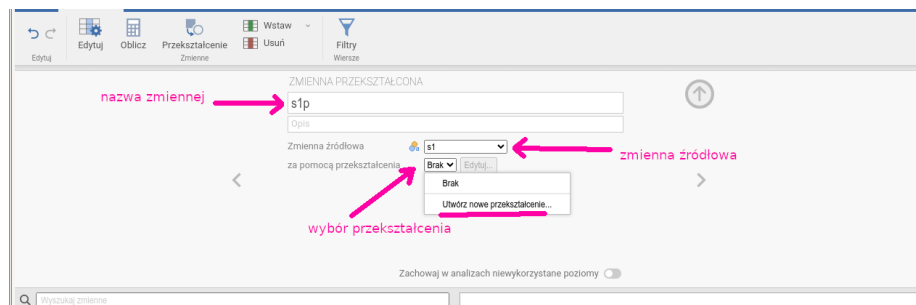 Wstaw
Edytuj Oblicz Przekształcenie Usuń Filtry
Edytuj Zmienne Wiersze
ZMIENNA PRZEKSZTAŁCONA
nazwa zmiennej
s1p
Opis
Zmienna źródłowa a s1
zmienna źródłowa
za pomocą przekształcenia Brak Edytuj...
Brak
Utwórz nowe przekształcenie...
wybór przekształcenia
Zachowaj w analizach niewykorzystane poziomy
Wyszukaj zmienne